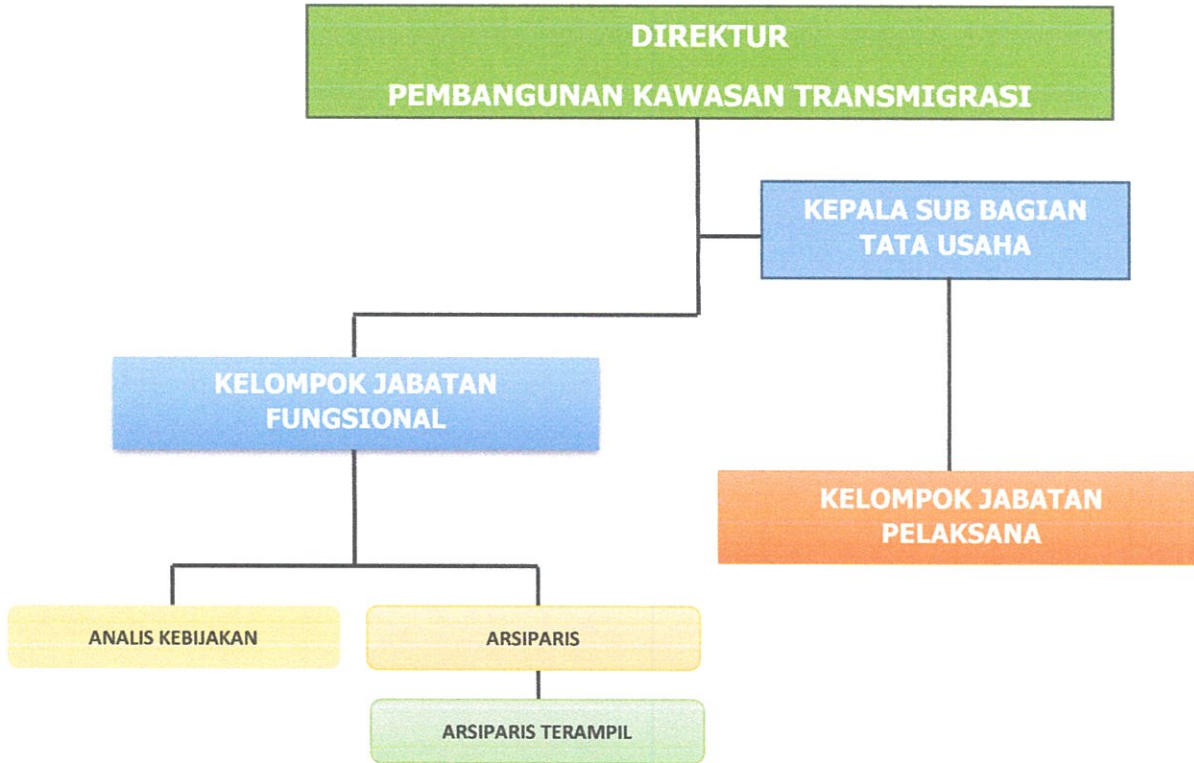 DIREKTUR
PEMBANGUNAN KAWASAN TRANSMIGRASI
KEPALA SUB BAGIAN
TATA USAHA
KELOMPOK JABATAN
FUNGSIONAL
KELOMPOK JABATAN
PELAKSANA
ANALIS KEBIJAKAN
ARSIPARIS
ARSIPARIS TERAMPIL